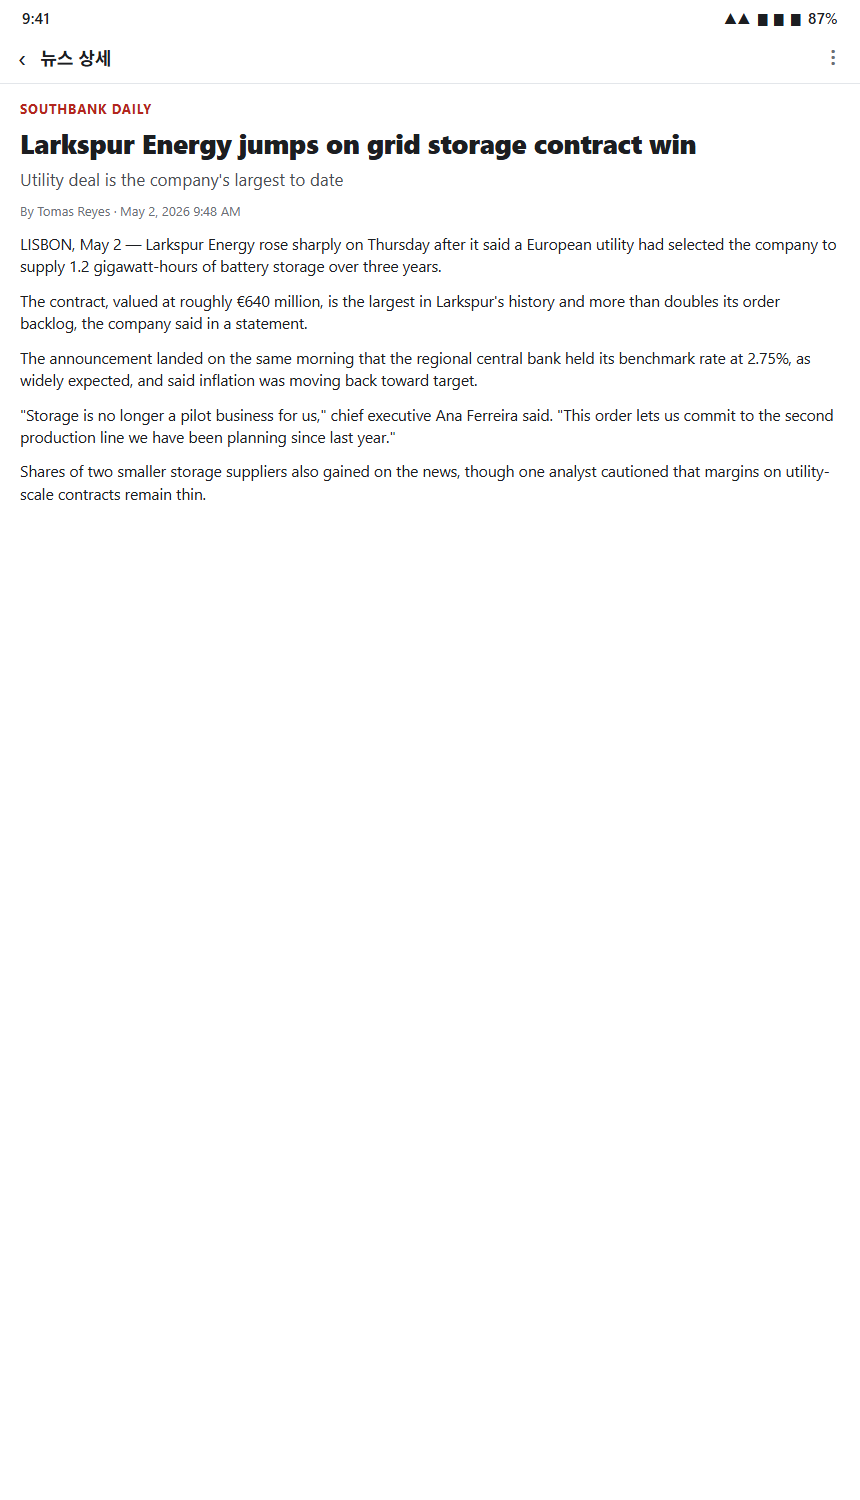 9:41
87%
뉴스 상세
SOUTHBANK DAILY
Larkspur Energy jumps on grid storage contract win
Utility deal is the company's largest to date
By Tomas Reyes · May 2, 2026 9:48 AM
LISBON, May 2 — Larkspur Energy rose sharply on Thursday after it said a European utility had selected the company to
supply 1.2 gigawatt-hours of battery storage over three years.
The contract, valued at roughly €640 million, is the largest in Larkspur's history and more than doubles its order
backlog, the company said in a statement.
The announcement landed on the same morning that the regional central bank held its benchmark rate at 2.75%, as
widely expected, and said inflation was moving back toward target.
"Storage is no longer a pilot business for us," chief executive Ana Ferreira said. "This order lets us commit to the second
production line we have been planning since last year."
Shares of two smaller storage suppliers also gained on the news, though one analyst cautioned that margins on utility-
scale contracts remain thin.